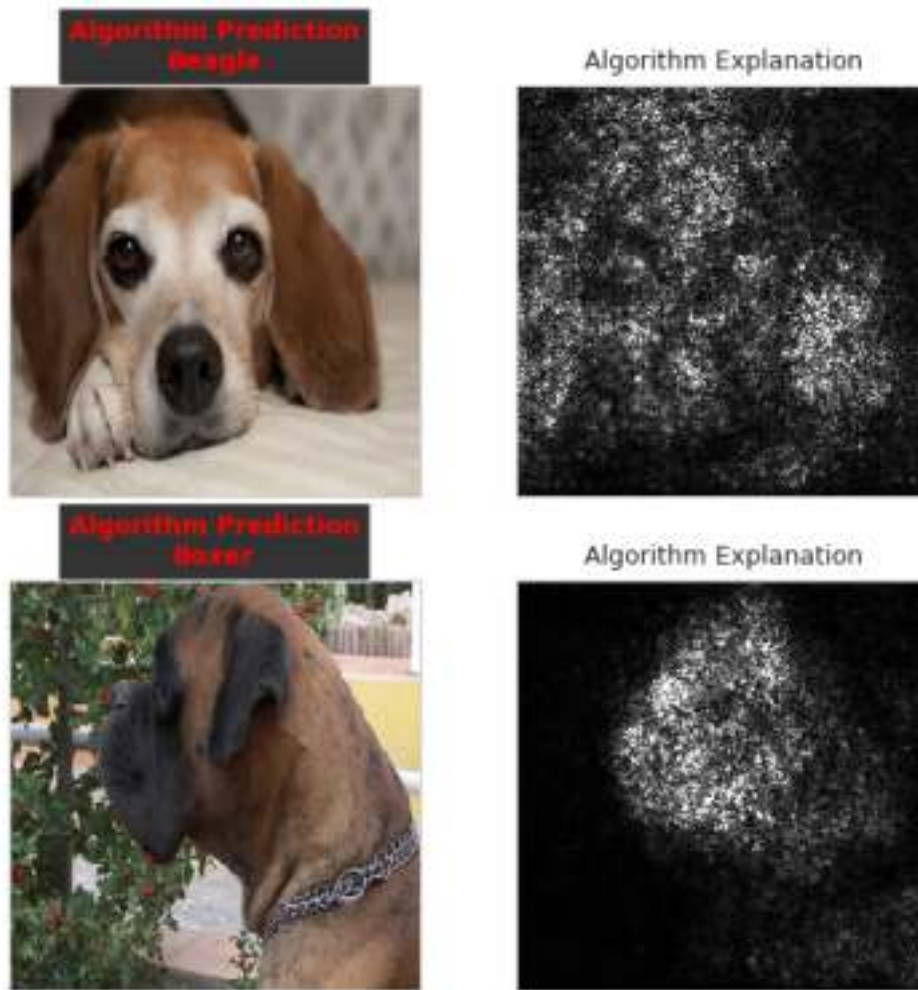 Algorithm Prediction
Beagle
Algorithm Explanation
Algorithm Prediction
Boxer
Algorithm Explanation